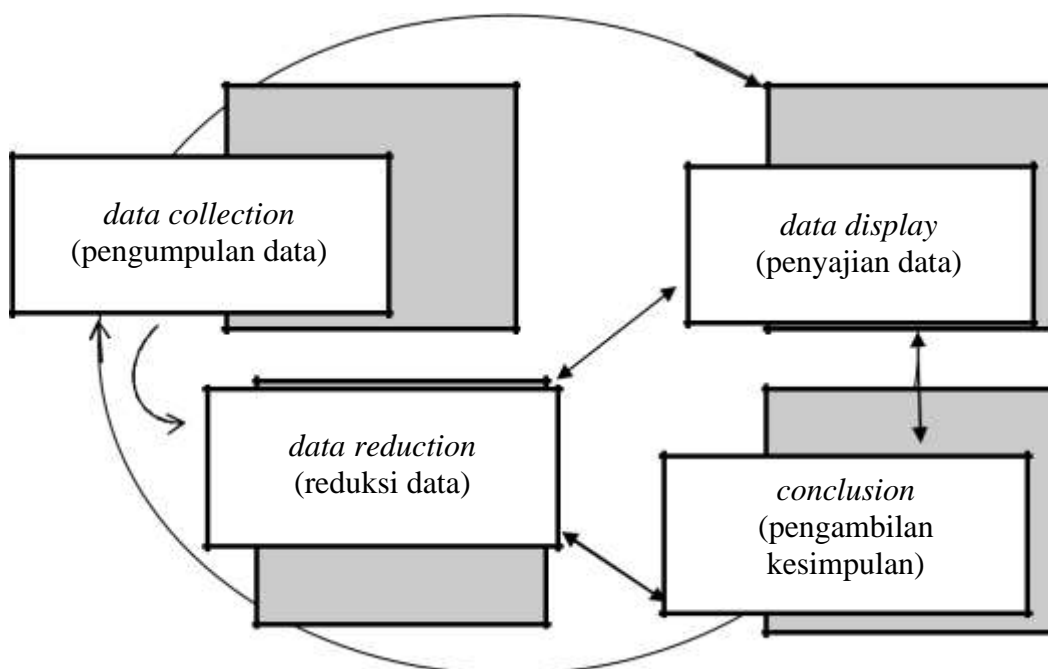 data collection
(pengumpulan data)
data display
(penyajian data)
data reduction
(reduksi data)
conclusion
(pengambilan
kesimpulan)